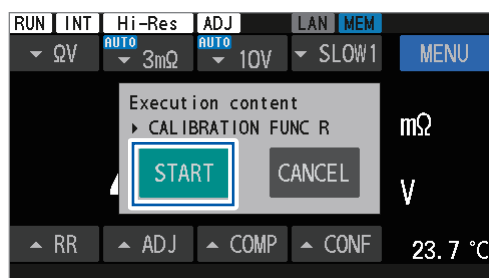 RUN INT Hi-Res ADJ LAN MEM
▾ ΩV AUTO ▾ 3mΩ AUTO ▾ 10V ▾ SLOW1 MENU
Execution content
▸ CALIBRATION FUNC R
mΩ
START CANCEL
V
▴ RR ▴ ADJ ▴ COMP ▴ CONF 23.7 °C